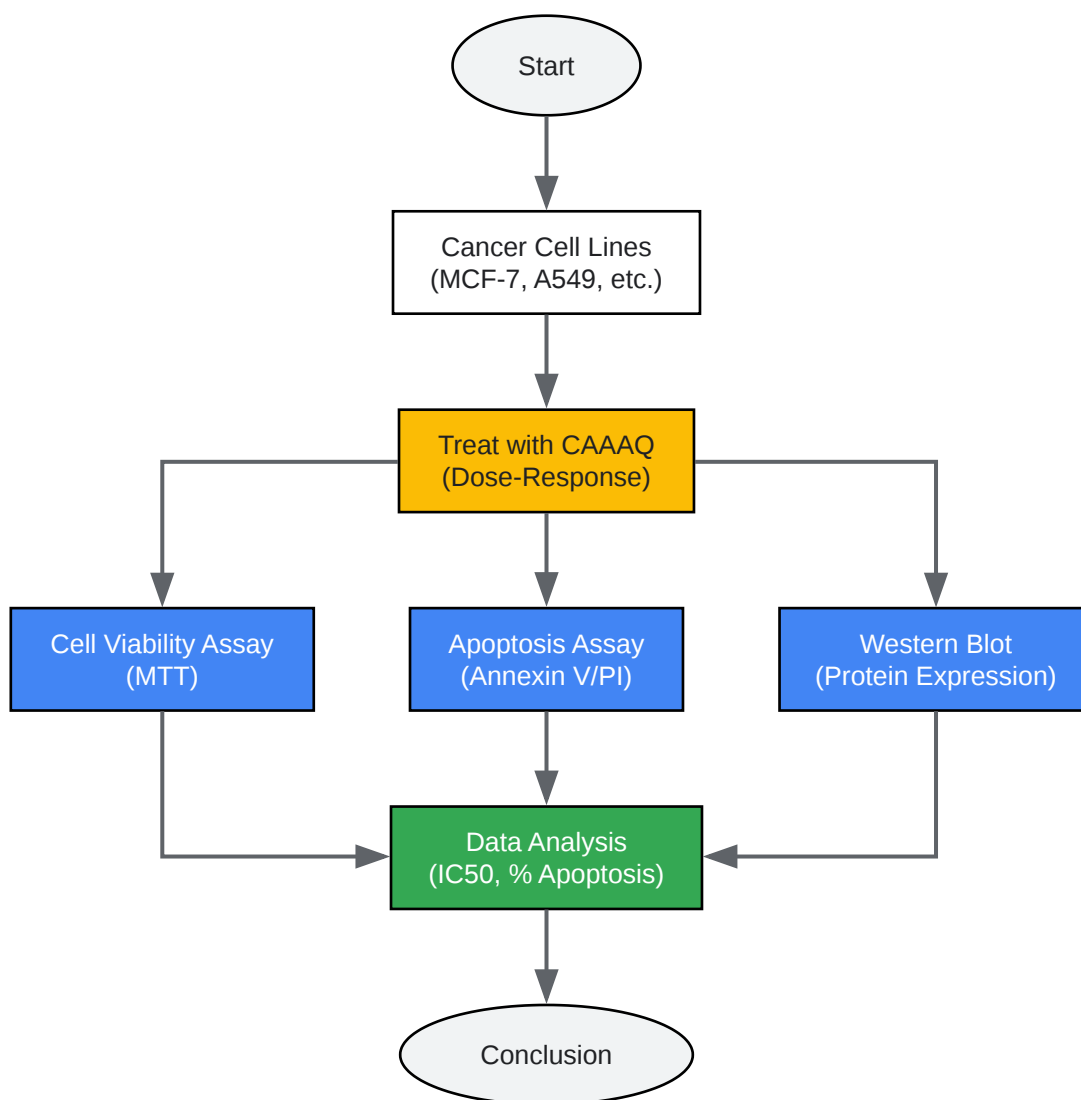 Start
Cancer Cell Lines
(MCF-7, A549, etc.)
Treat with CAAAQ
(Dose-Response)
Cell Viability Assay
(MTT)
Apoptosis Assay
(Annexin V/PI)
Western Blot
(Protein Expression)
Data Analysis
(IC50, % Apoptosis)
Conclusion